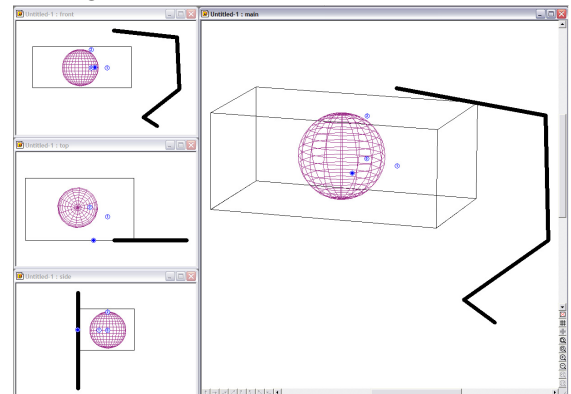 Untitled-1 : front
Untitled-1 : main
Untitled-1 : top
Untitled-1 : side